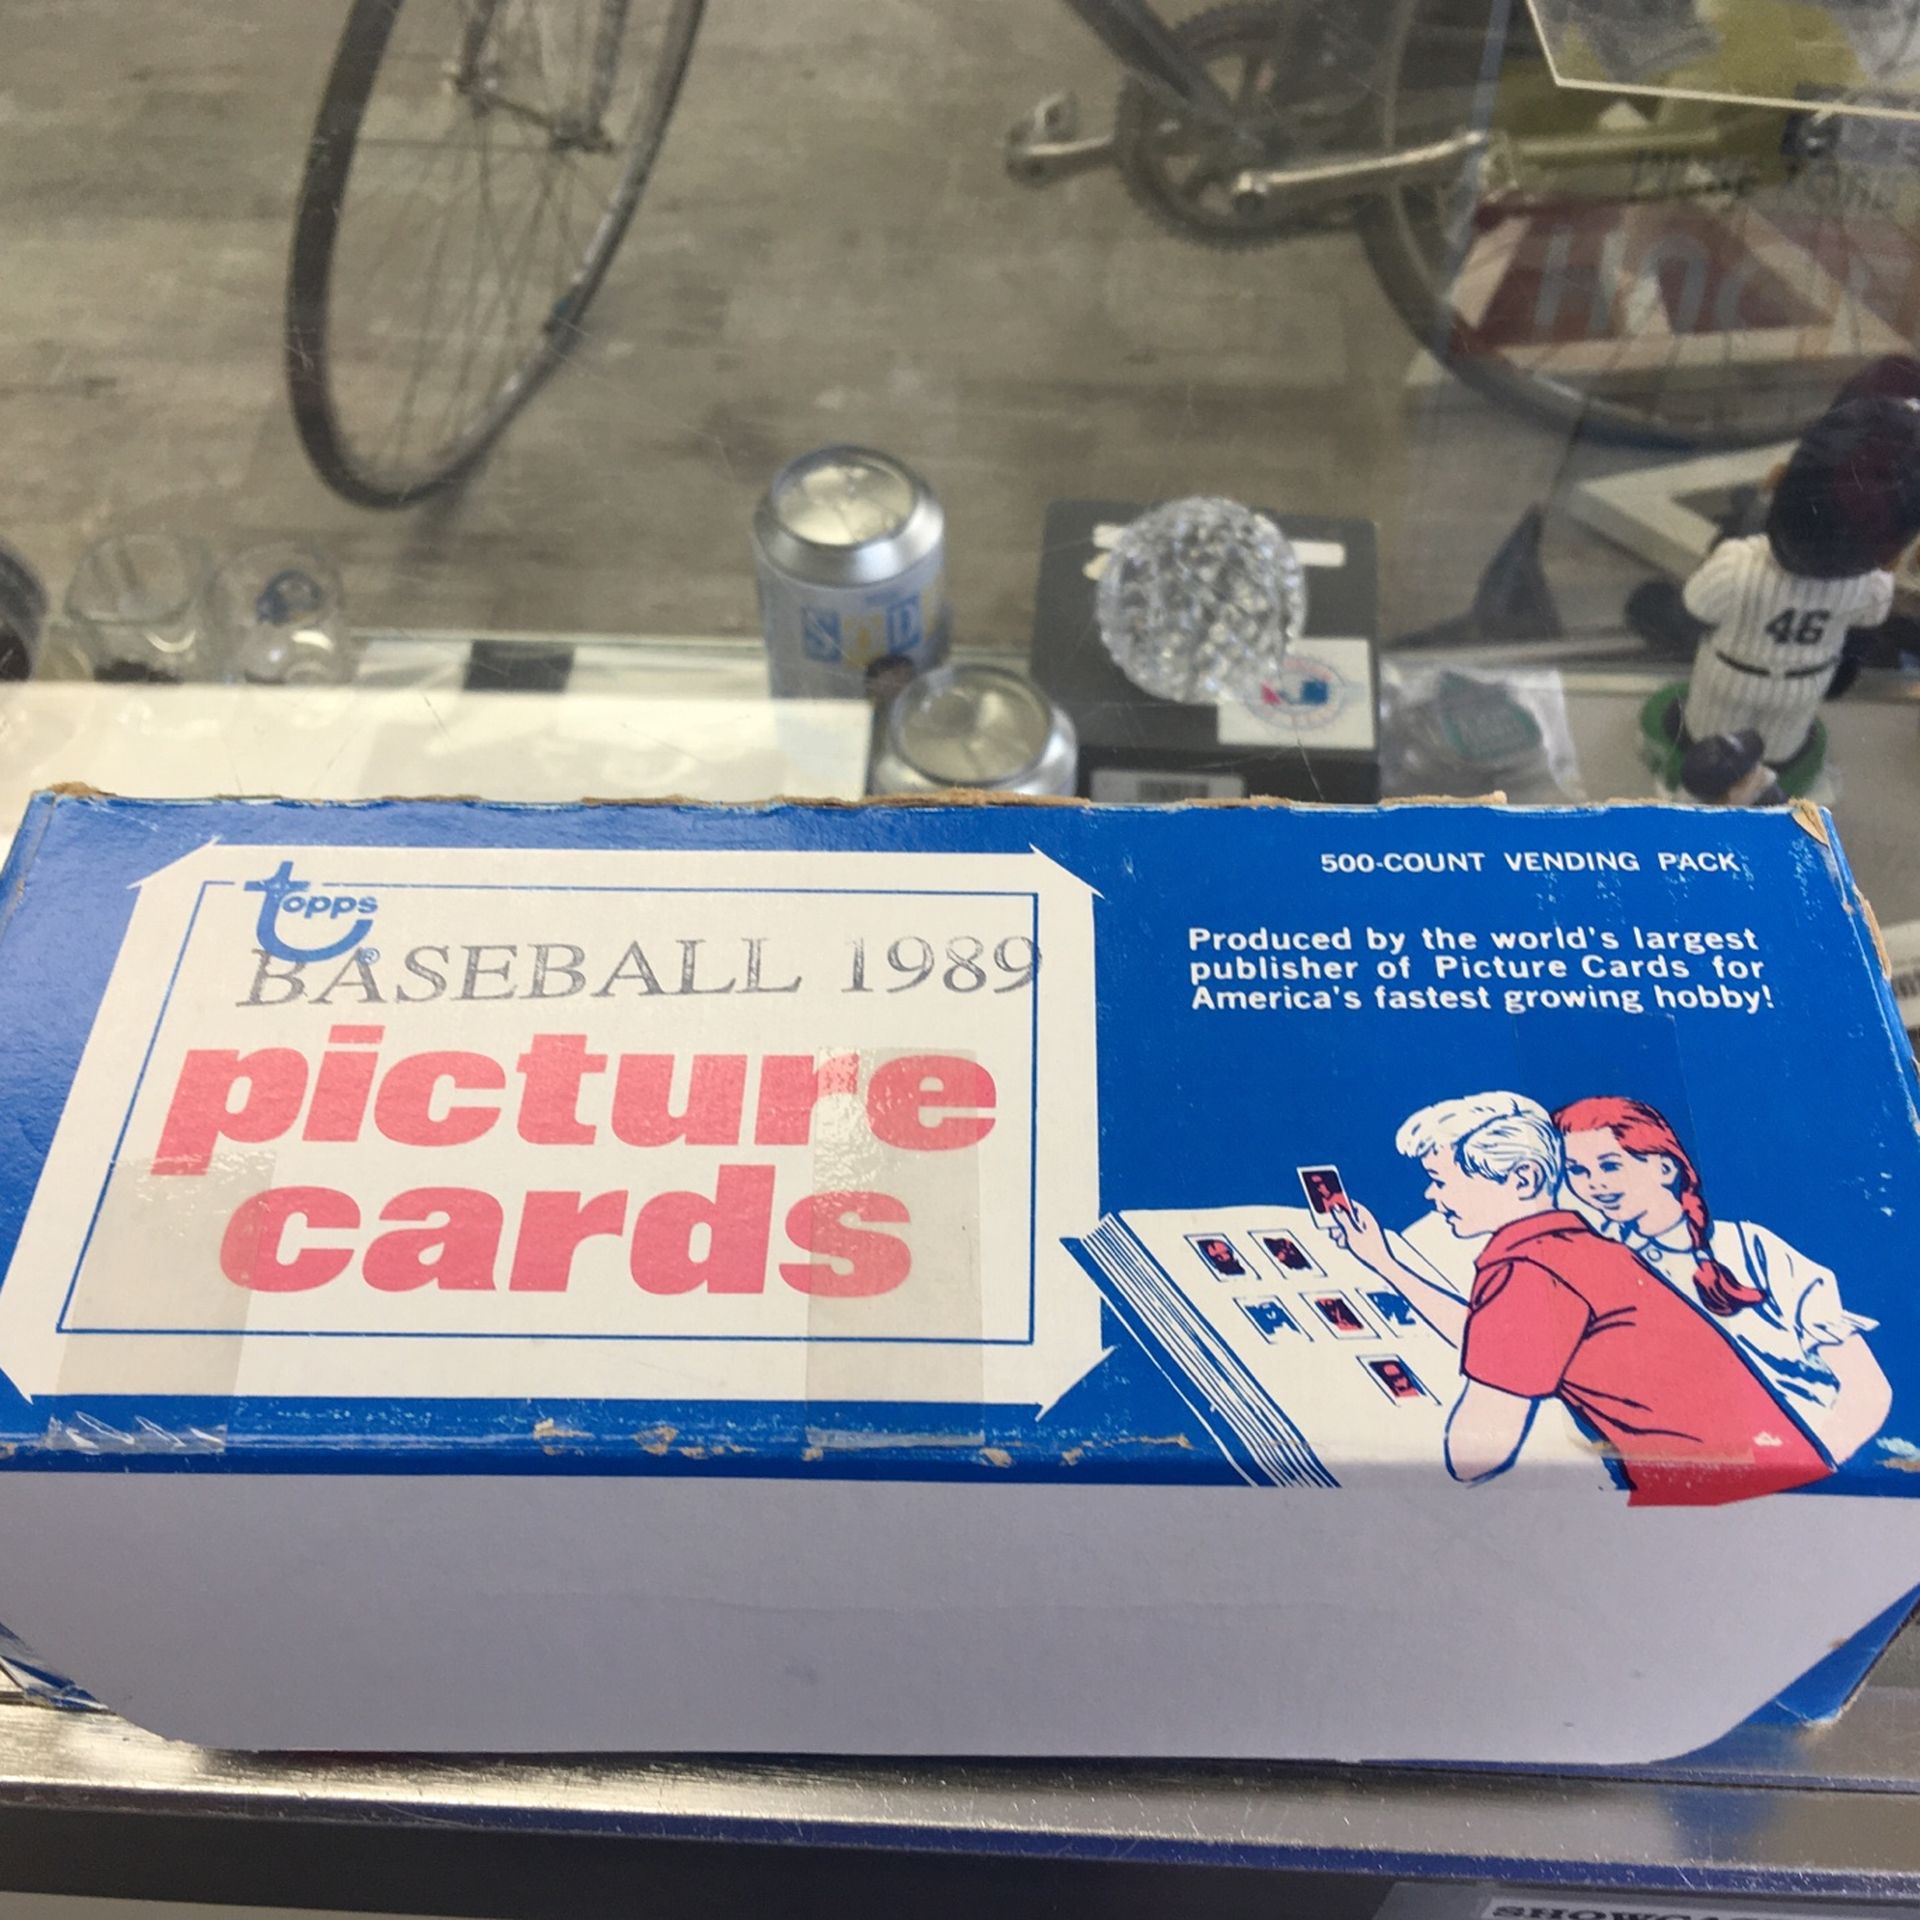 46
topps
BASEBALL 1989
picture
cards
500-COUNT VENDING PACK
Produced by the world's largest
publisher of Picture Cards for
America's fastest growing hobby!